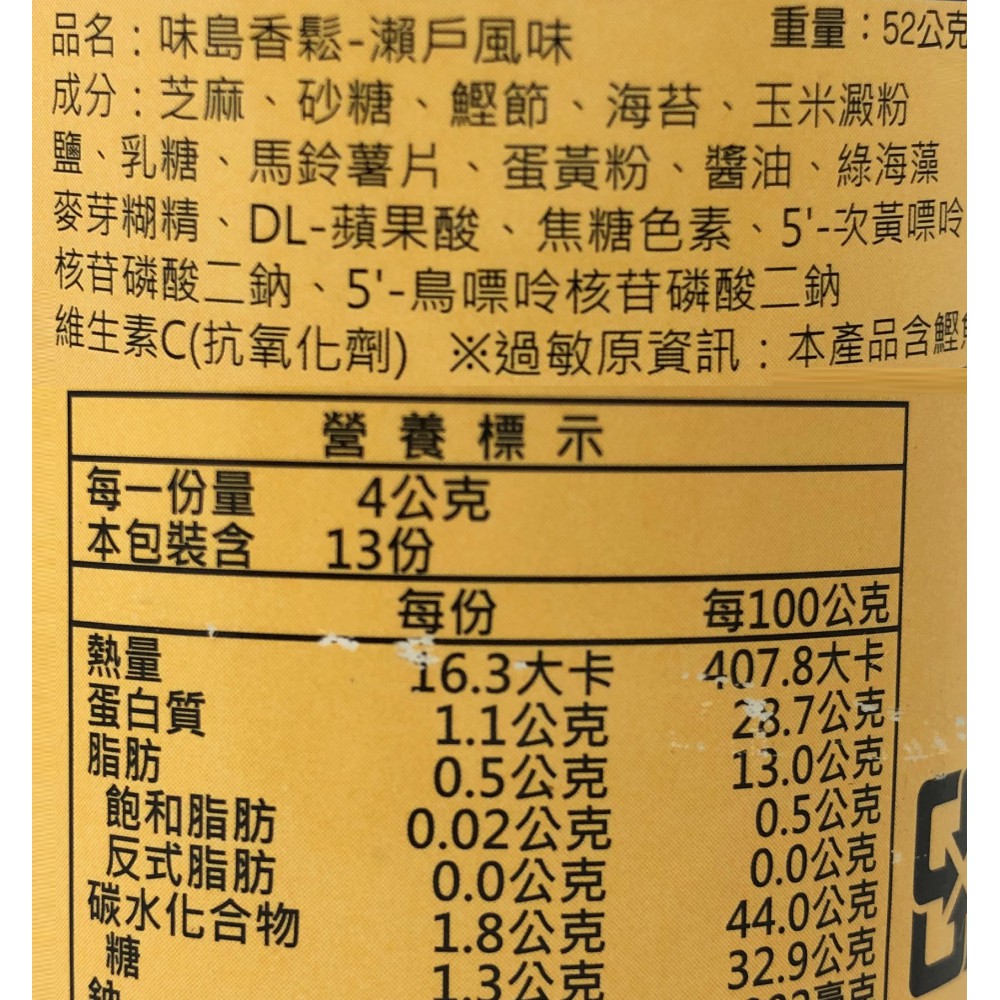 品名：味島香鬆-瀨戶風味 重量：52公克
成分：芝麻、砂糖、鰹節、海苔、玉米澱粉
鹽、乳糖、馬鈴薯片、蛋黃粉、醬油、綠海藻
麥芽糊精、DL-蘋果酸、焦糖色素、5'-次黃嘌呤
核苷磷酸二鈉、5'-鳥嘌呤核苷磷酸二鈉
維生素C(抗氧化劑) ※過敏原資訊：本產品含鰹
營養標示
每一份量 4公克
本包裝含 13份
每份 每100公克
熱量 16.3大卡 407.8大卡
蛋白質 1.1公克 28.7公克
脂肪 0.5公克 13.0公克
飽和脂肪 0.02公克 0.5公克
反式脂肪 0.0公克 0.0公克
碳水化合物 1.8公克 44.0公克
糖 1.3公克 32.9公克
鈉